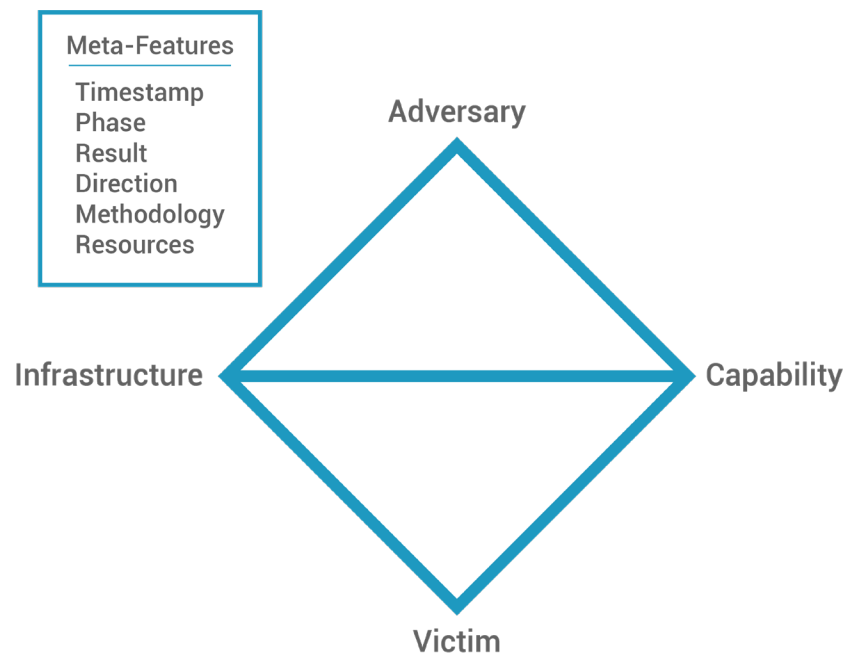 Meta-Features
Timestamp
Phase
Result
Direction
Methodology
Resources
Adversary
Infrastructure
Capability
Victim